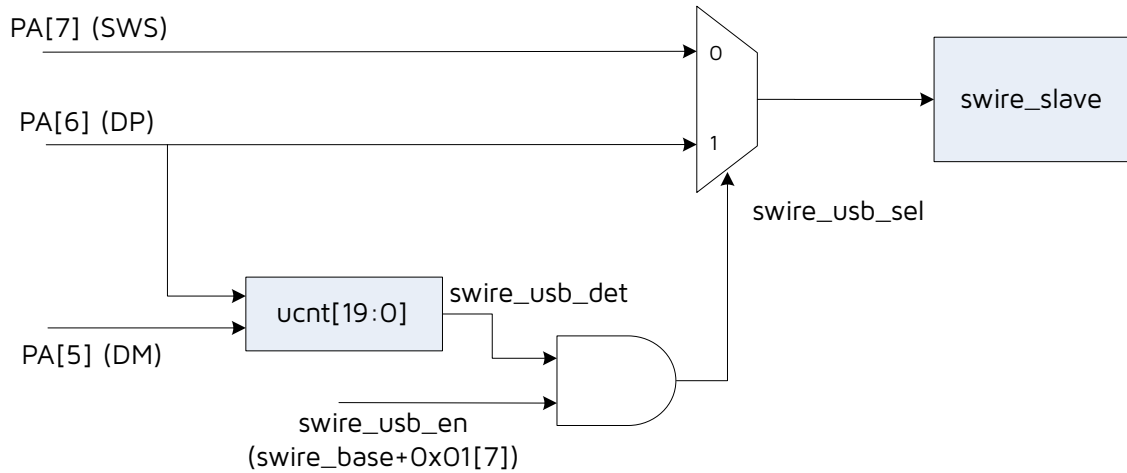 PA[7] (SWS)
0
swire_slave
PA[6] (DP)
1
swire_usb_sel
swire_usb_det
ucnt[19:0]
PA[5] (DM)
swire_usb_en
(swire_base+0x01[7])